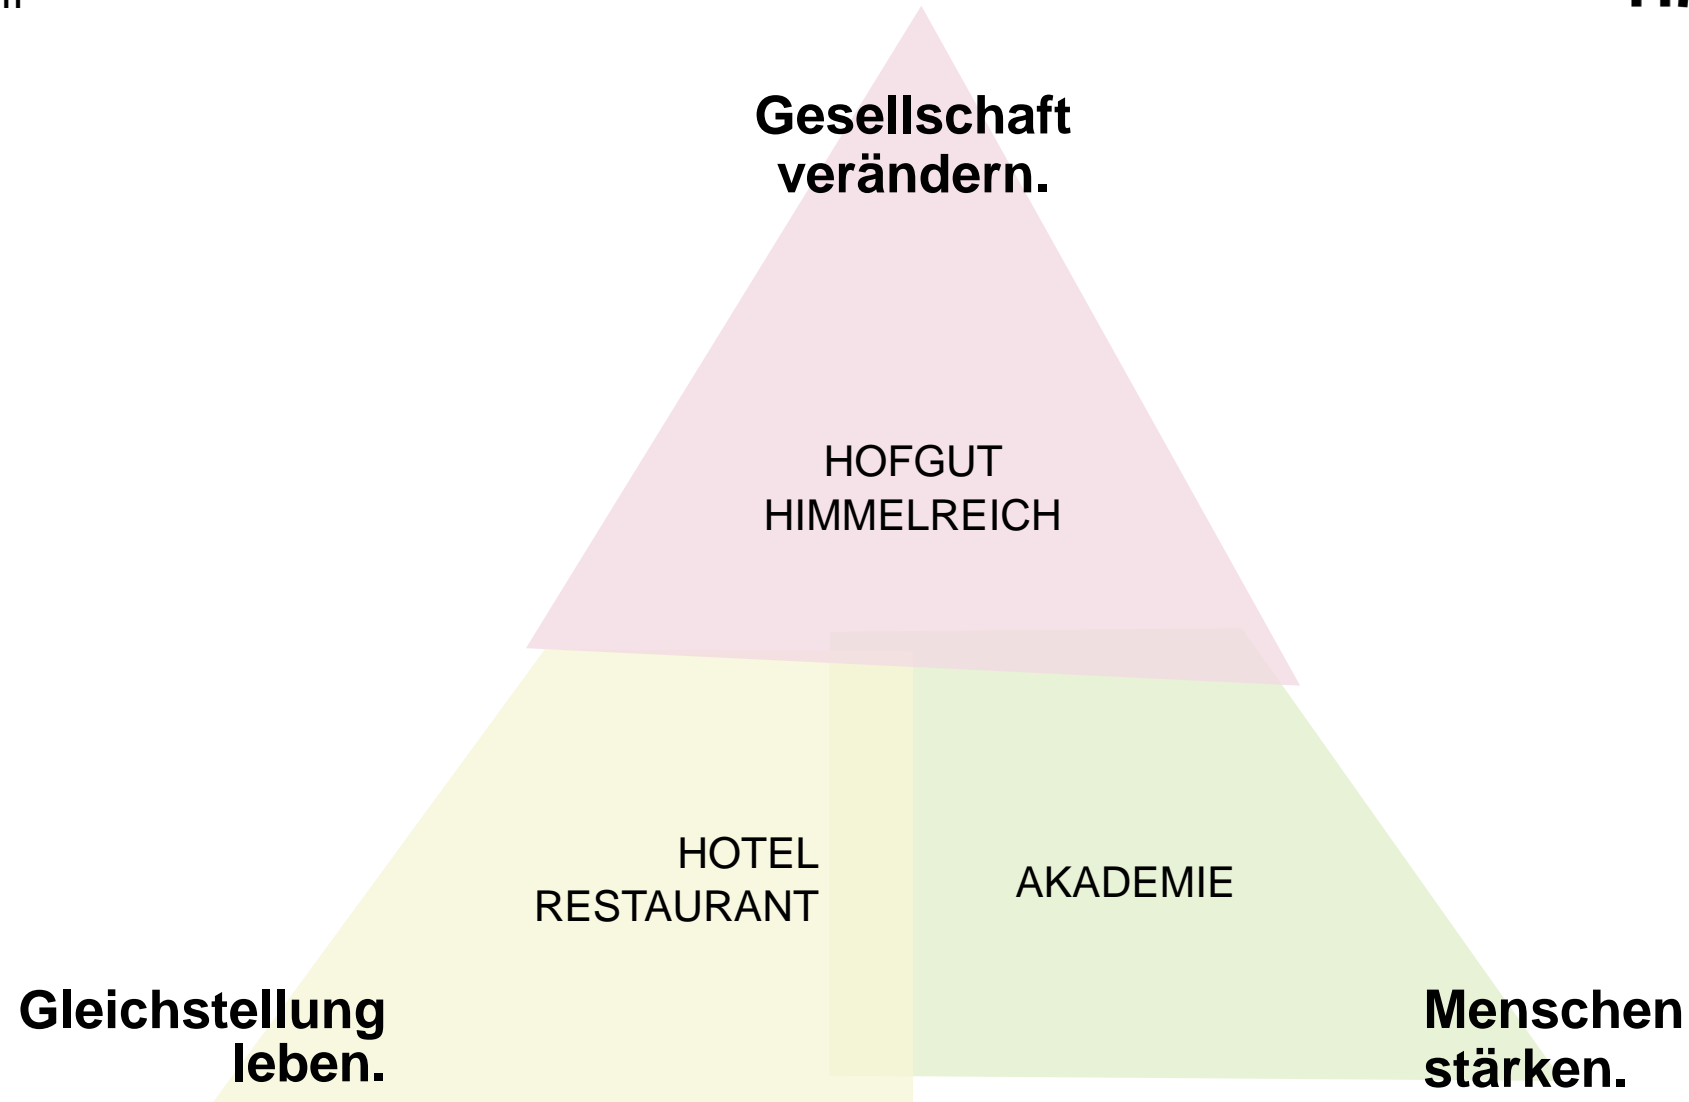 Gesellschaft
verändern.
HOFGUT
HIMMELREICH
HOTEL
RESTAURANT
AKADEMIE
Gleichstellung
leben.
Menschen
stärken.